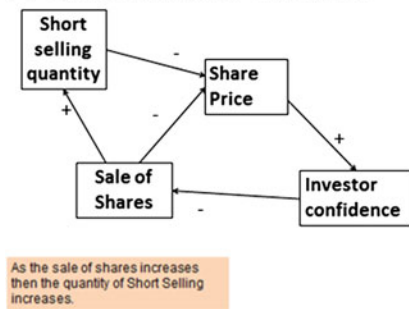 Short
selling
quantity
-
Share
Price
+
-
+
Sale of
Shares
-
Investor
confidence
As the sale of shares increases
then the quantity of Short Selling
increases.